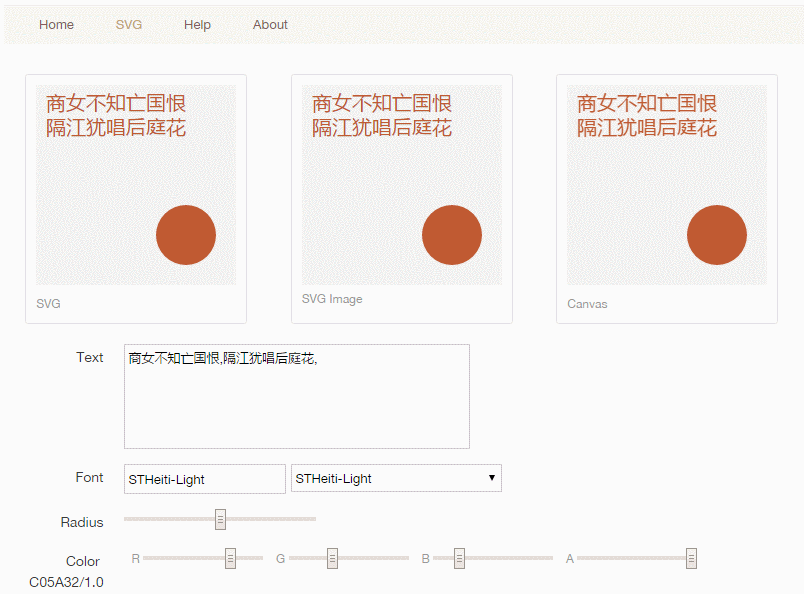 Home SVG Help About
商女不知亡国恨 商女不知亡国恨 商女不知亡国恨
隔江犹唱后庭花 隔江犹唱后庭花 隔江犹唱后庭花
SVG SVG Image Canvas
Text 商女不知亡国恨,隔江犹唱后庭花,
Font STHeiti-Light STHeiti-Light
Radius
Color R G B A
C05A32/1.0